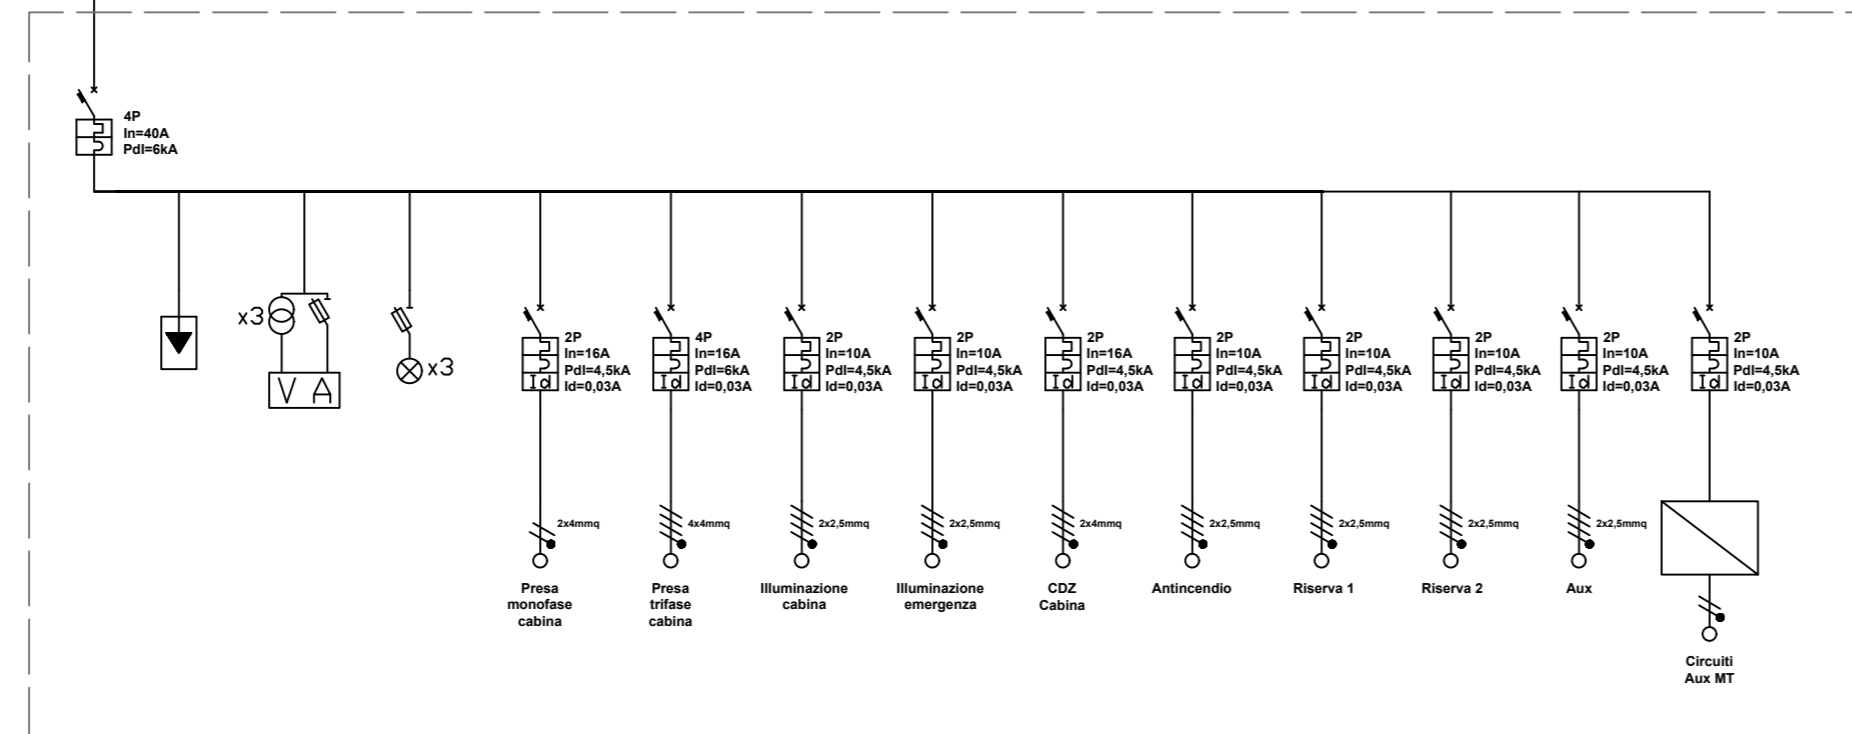 4P
In=40A
PdI=6kA
x3
V A
x3
2P
In=16A
PdI=4,5kA
Id=0,03A
Id
4P
In=16A
PdI=6kA
Id=0,03A
Id
2P
In=10A
PdI=4,5kA
Id=0,03A
Id
2P
In=10A
PdI=4,5kA
Id=0,03A
Id
2P
In=16A
PdI=4,5kA
Id=0,03A
Id
2P
In=10A
PdI=4,5kA
Id=0,03A
Id
2P
In=10A
PdI=4,5kA
Id=0,03A
Id
2P
In=10A
PdI=4,5kA
Id=0,03A
Id
2P
In=10A
PdI=4,5kA
Id=0,03A
Id
2P
In=10A
PdI=4,5kA
Id=0,03A
Id
2x4mmq
4x4mmq
2x2,5mmq
2x2,5mmq
2x4mmq
2x2,5mmq
2x2,5mmq
2x2,5mmq
2x2,5mmq
Presa
monofase
cabina
Presa
trifase
cabina
Illuminazione
cabina
Illuminazione
emergenza
CDZ
Cabina
Antincendio
Riserva 1
Riserva 2
Aux
Circuiti
Aux MT